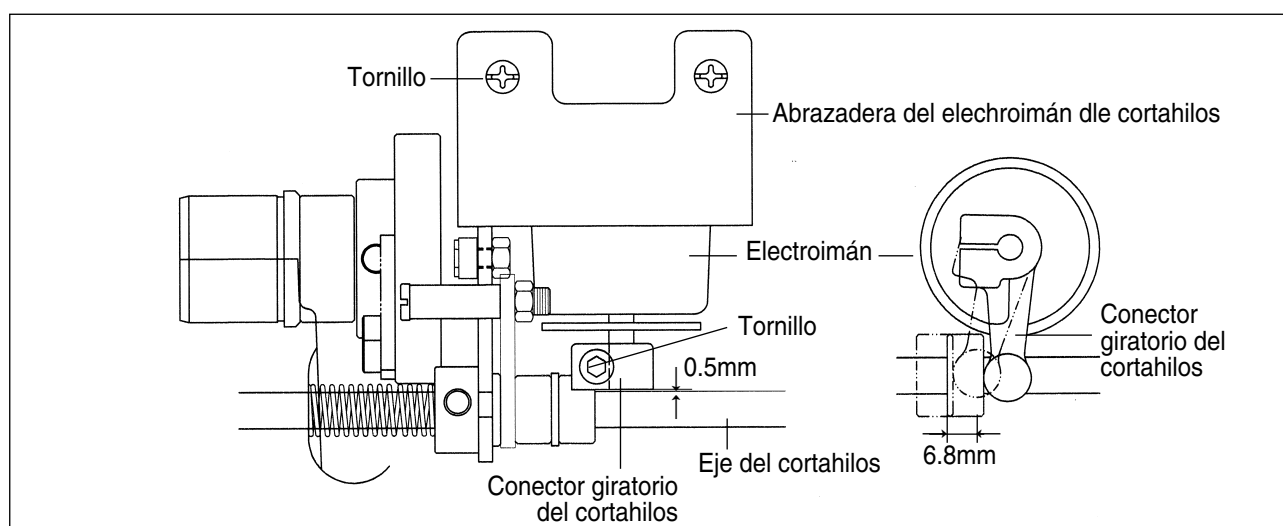 Tornillo
Abrazadera del elechroimán dle cortahilos
Electroimán
Tornillo
0.5mm
Conector
giratorio del
cortahilos
6.8mm
Eje del cortahilos
Conector giratorio
del cortahilos